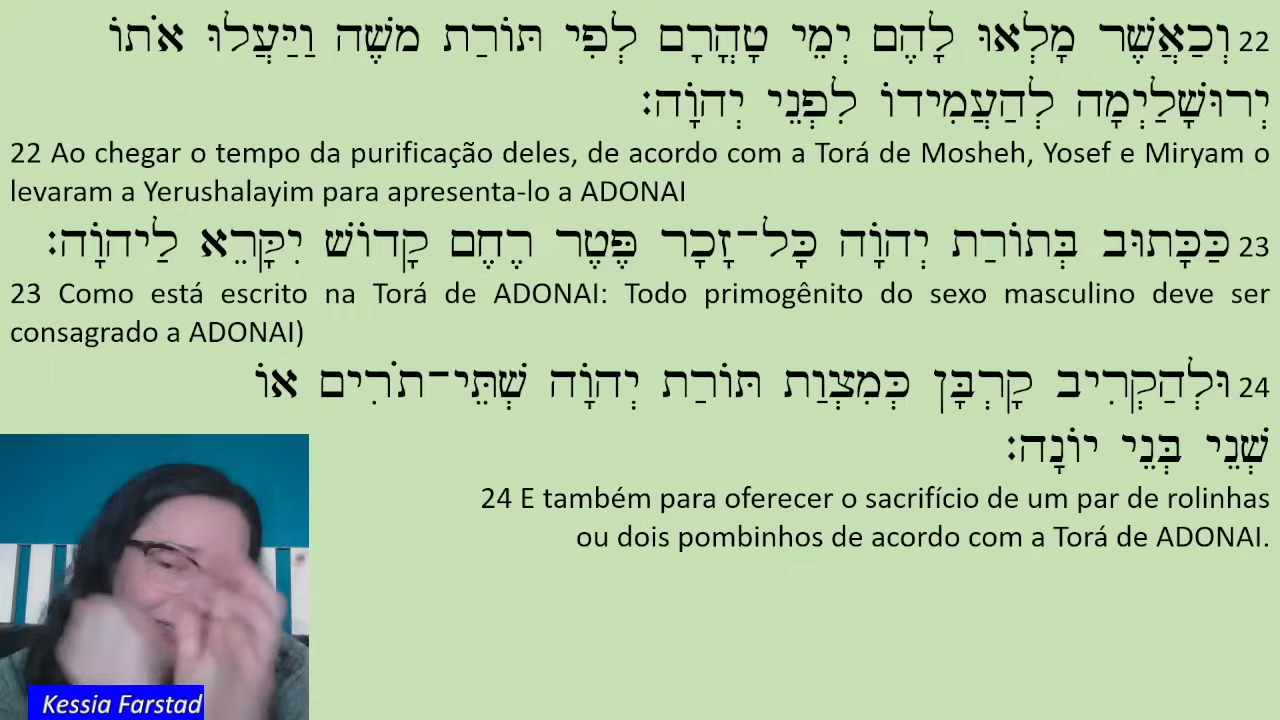 22 וְכַאֲשֶׁר מָלְאוּ לָהֶם יְמֵי טָהֳרָם לְפִי תּוֹרַת מֹשֶׁה וַיַּעֲלוּ אֹתוֹ
יְרוּשָׁלַיְמָה לְהַעֲמִידוֹ לִפְנֵי יְהוָֹה׃
22 Ao chegar o tempo da purificação deles, de acordo com a Torá de Mosheh, Yosef e Miryam o
levaram a Yerushalayim para apresenta-lo a ADONAI
23 כַּכָּתוּב בְּתוֹרַת יְהוָֹה כָּל־זָכָר פֶּטֶר רֶחֶם קָדוֹשׁ יִקָּרֵא לַיהוָֹה׃
23 Como está escrito na Torá de ADONAI: Todo primogênito do sexo masculino deve ser
consagrado a ADONAI)
24 וּלְהַקְרִיב קָרְבָּן כְּמִצְוַת תּוֹרַת יְהוָֹה שְׁתֵּי־תֹרִים אוֹ
שְׁנֵי בְּנֵי יוֹנָה׃
24 E também para oferecer o sacrifício de um par de rolinhas
ou dois pombinhos de acordo com a Torá de ADONAI.
Kessia Farstad